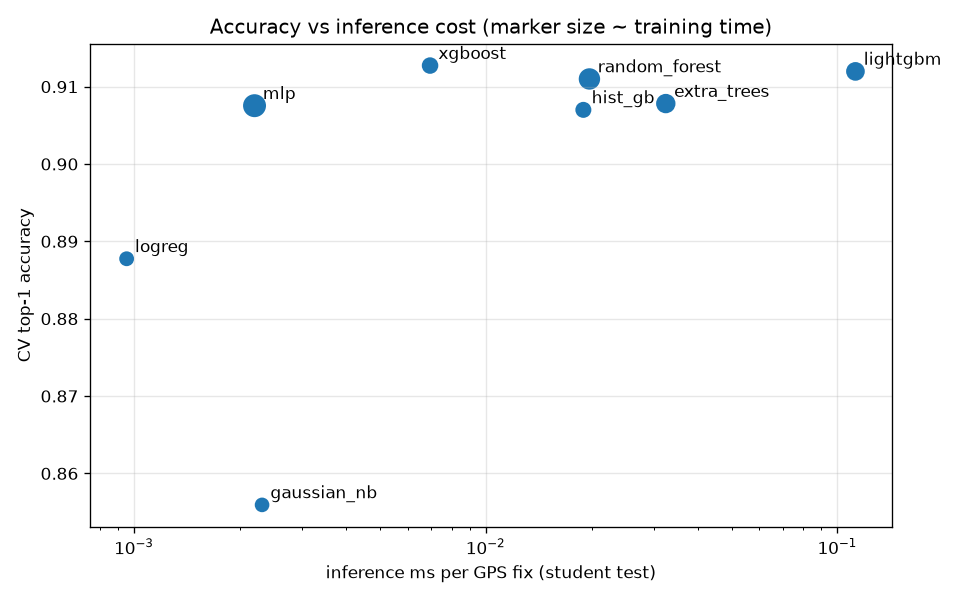 Accuracy vs inference cost (marker size ~ training time)
xgboost
lightgbm
random_forest
mlp
hist_gb
extra_trees
logreg
gaussian_nb
0.91
0.90
0.89
0.88
0.87
0.86
CV top-1 accuracy
10⁻³
10⁻²
10⁻¹
inference ms per GPS fix (student test)